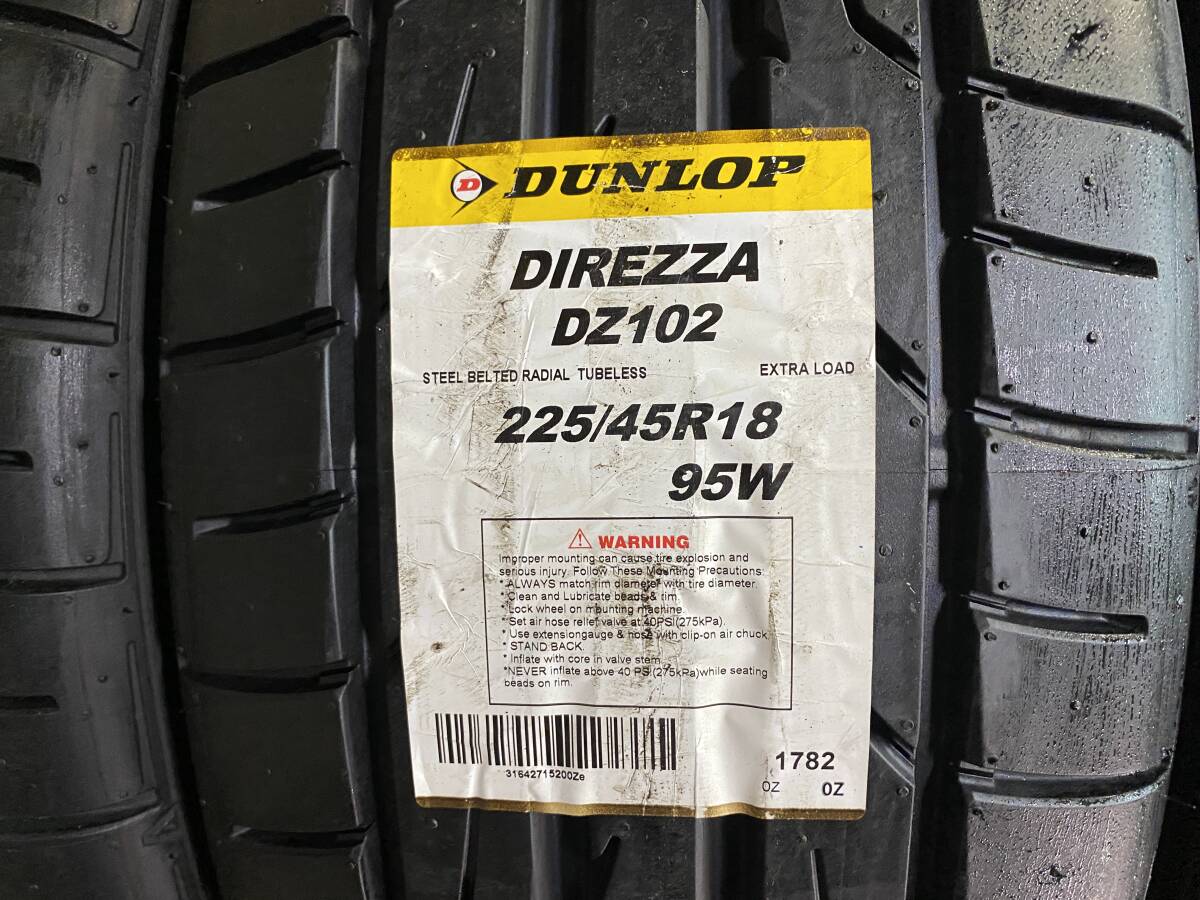 D DUNLOP
DIREZZA
DZ102
STEEL BELTED RADIAL TUBELESS EXTRA LOAD
225/45R18
95W
WARNING
Improper mounting can cause tire explosion and
serious injury. Follow These Mounting Precautions:
* ALWAYS match rim diameter with tire diameter
* Clean and Lubricate beads & rim.
* Lock wheel on mounting machine.
* Set air hose relief valve at 40PSI(275kPa).
* Use extensiongauge & hose with clip-on air chuck
* STAND BACK.
* Inflate with core in valve stem.
*NEVER inflate above 40 PSI(275kPa)while seating
beads on rim.
31642715200Ze
1782
OZ 0Z